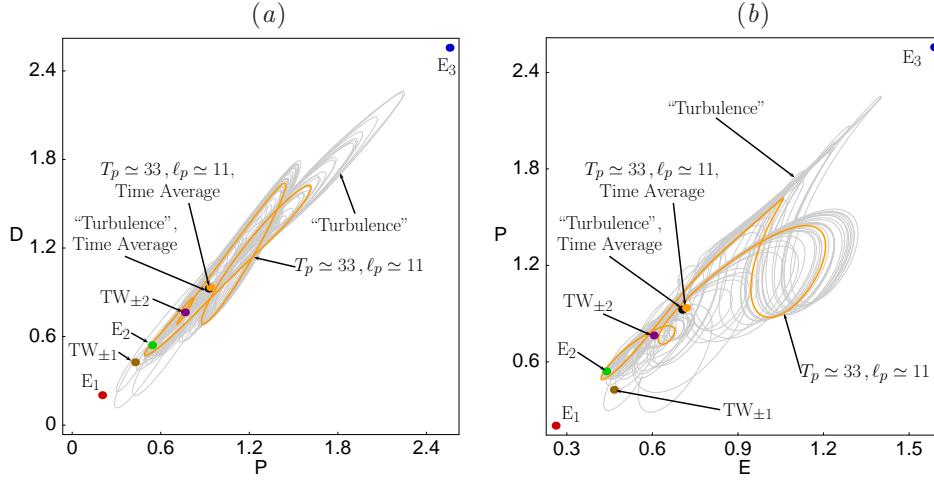 (a)
2.4
1.8
1.2
0.6
0
D
0
0.6
1.2
1.8
2.4
P
E3
Tp ≃ 33 , ℓp ≃ 11,
Time Average
“Turbulence” ,
Time Average
“Turbulence”
Tp ≃ 33 , ℓp ≃ 11
TW±2
E2
TW±1
E1
(b)
2.4
1.8
1.2
0.6
P
0.3
0.6
0.9
1.2
1.5
E
E3
“Turbulence”
Tp ≃ 33 , ℓp ≃ 11,
Time Average
“Turbulence” ,
Time Average
TW±2
E2
Tp ≃ 33 , ℓp ≃ 11
TW±1
E1